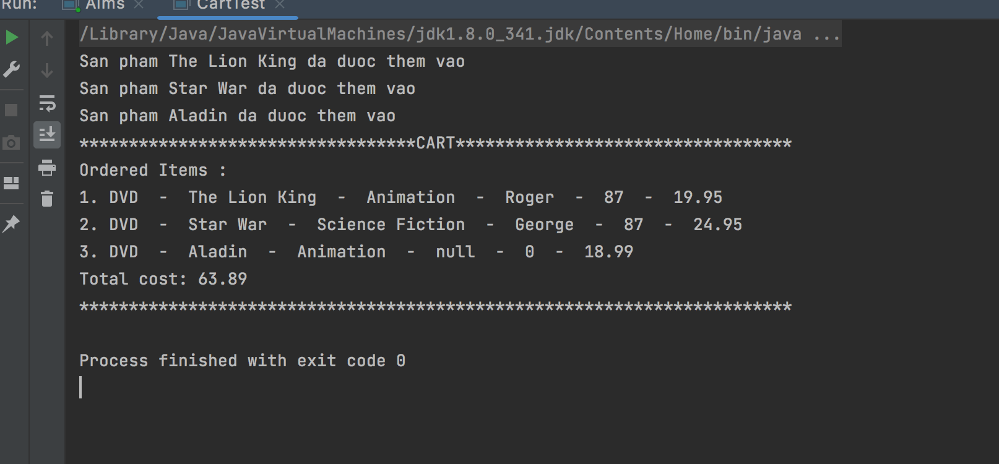 Run: Aims CartTest
/Library/Java/JavaVirtualMachines/jdk1.8.0_341.jdk/Contents/Home/bin/java ...
San pham The Lion King da duoc them vao
San pham Star War da duoc them vao
San pham Aladin da duoc them vao
**********************************CART**********************************
Ordered Items :
1. DVD  -  The Lion King  -  Animation  -  Roger  -  87  -  19.95
2. DVD  -  Star War  -  Science Fiction  -  George  -  87  -  24.95
3. DVD  -  Aladin  -  Animation  -  null  -  0  -  18.99
Total cost: 63.89
************************************************************************
Process finished with exit code 0